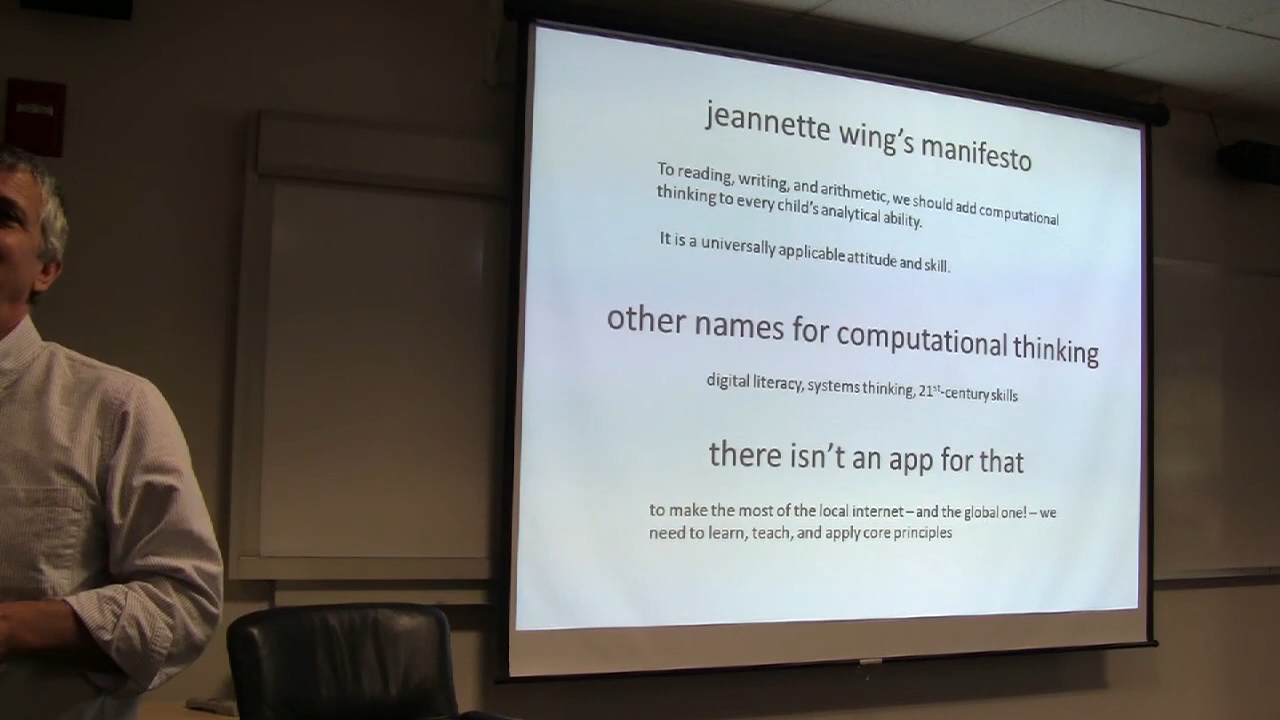 jeannette wing's manifesto
To reading, writing, and arithmetic, we should add computational
thinking to every child's analytical ability.
It is a universally applicable attitude and skill.
other names for computational thinking
digital literacy, systems thinking, 21st-century skills
there isn't an app for that
to make the most of the local internet – and the global one! – we
need to learn, teach, and apply core principles